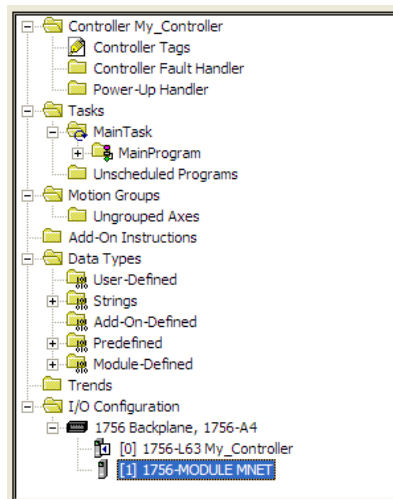 Controller My_Controller
Controller Tags
Controller Fault Handler
Power-Up Handler
Tasks
MainTask
MainProgram
Unscheduled Programs
Motion Groups
Ungrouped Axes
Add-On Instructions
Data Types
User-Defined
Strings
Add-On-Defined
Predefined
Module-Defined
Trends
I/O Configuration
1756 Backplane, 1756-A4
[0] 1756-L63 My_Controller
[1] 1756-MODULE MNET